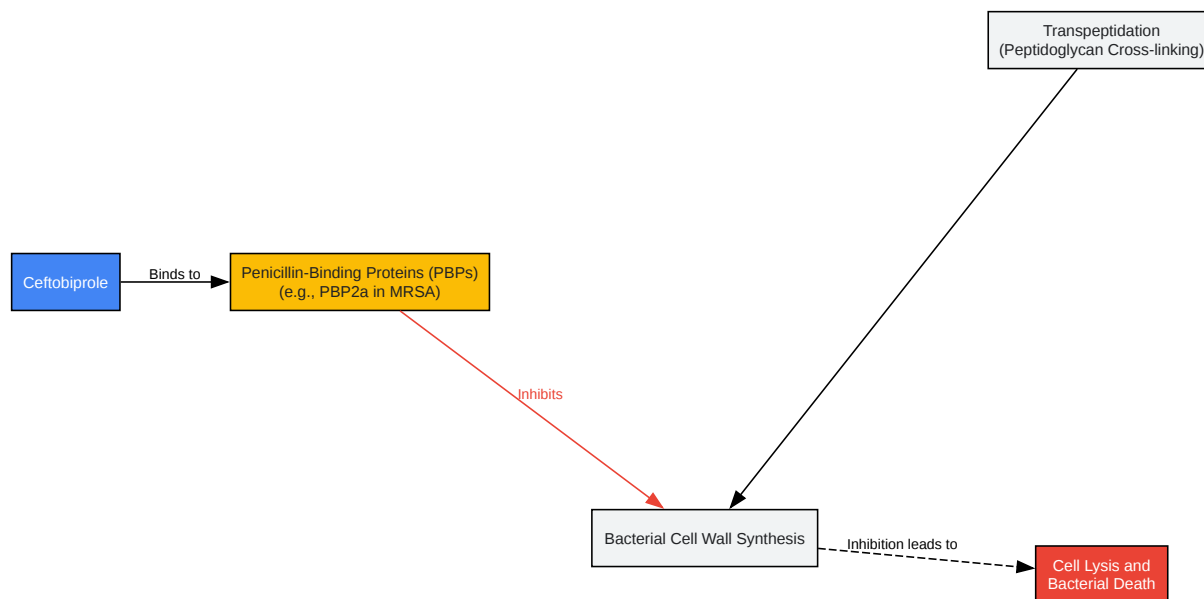 Transpeptidation
(Peptidoglycan Cross-linking)
Ceftobiprole
Binds to
Penicillin-Binding Proteins (PBPs)
(e.g., PBP2a in MRSA)
Inhibits
Bacterial Cell Wall Synthesis
Inhibition leads to
Cell Lysis and
Bacterial Death